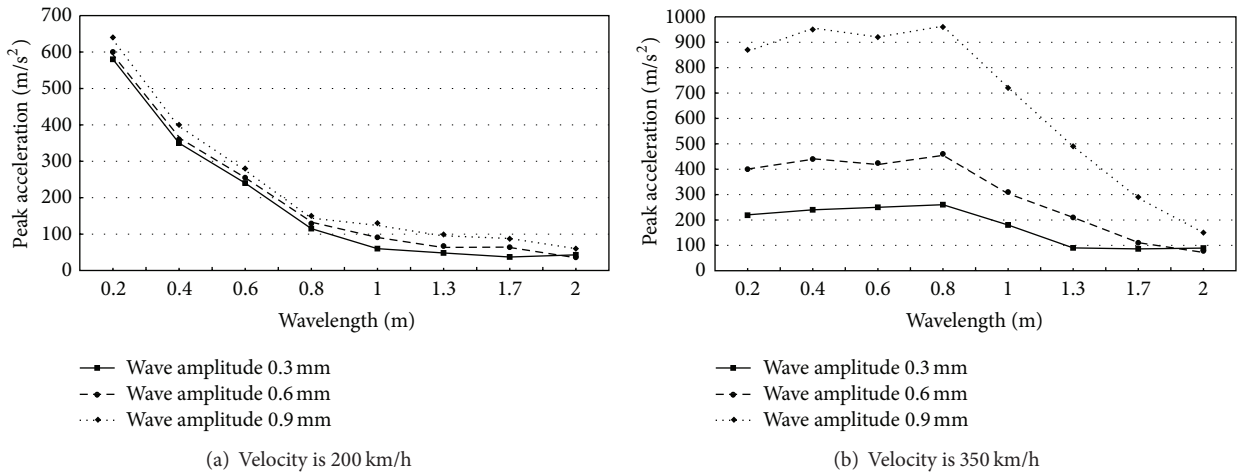 700
600
500
400
300
200
100
0
Peak acceleration (m/s²)
0.2 0.4 0.6 0.8 1 1.3 1.7 2
Wavelength (m)
Wave amplitude 0.3 mm
Wave amplitude 0.6 mm
Wave amplitude 0.9 mm
(a) Velocity is 200 km/h
1000
900
800
700
600
500
400
300
200
100
0
Peak acceleration (m/s²)
0.2 0.4 0.6 0.8 1 1.3 1.7 2
Wavelength (m)
Wave amplitude 0.3 mm
Wave amplitude 0.6 mm
Wave amplitude 0.9 mm
(b) Velocity is 350 km/h